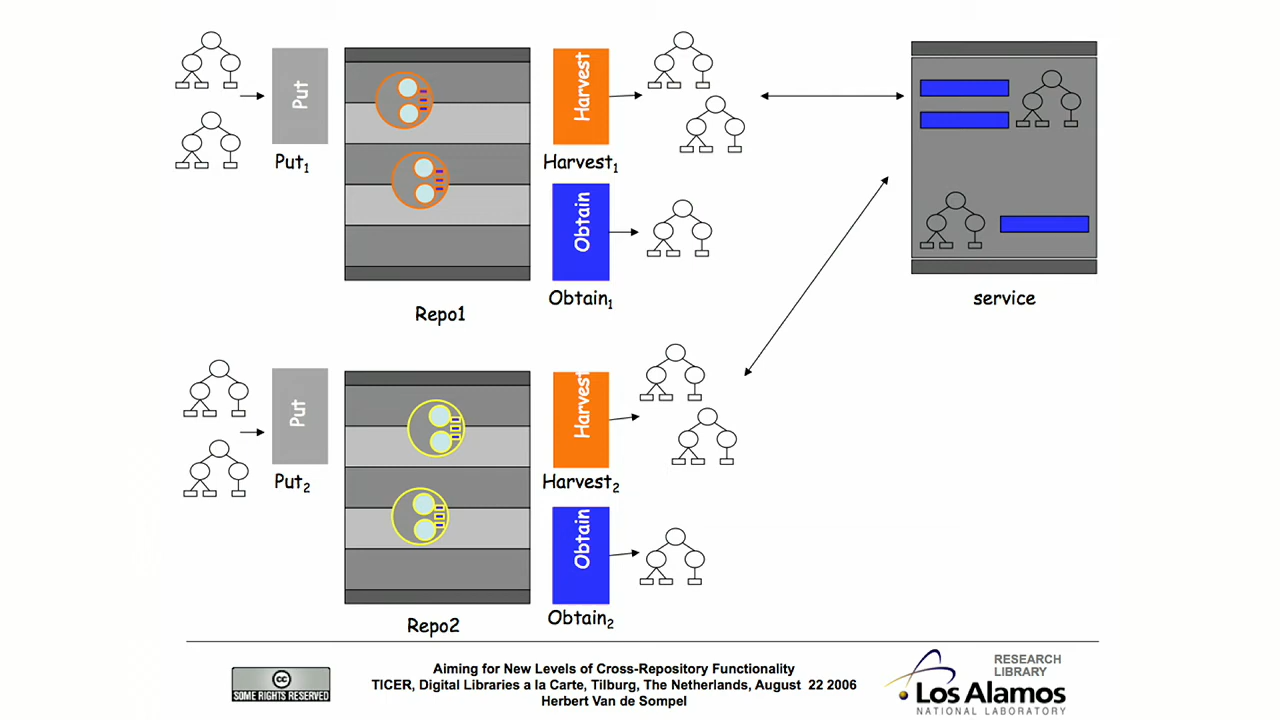 Put
Put1
Harvest
Harvest1
Obtain
Obtain1
Repo1
service
Put
Put2
Harvest
Harvest2
Obtain
Obtain2
Repo2
cc
SOME RIGHTS RESERVED
Aiming for New Levels of Cross-Repository Functionality
TICER, Digital Libraries a la Carte, Tilburg, The Netherlands, August 22 2006
Herbert Van de Sompel
RESEARCH
LIBRARY
Los Alamos
NATIONAL LABORATORY